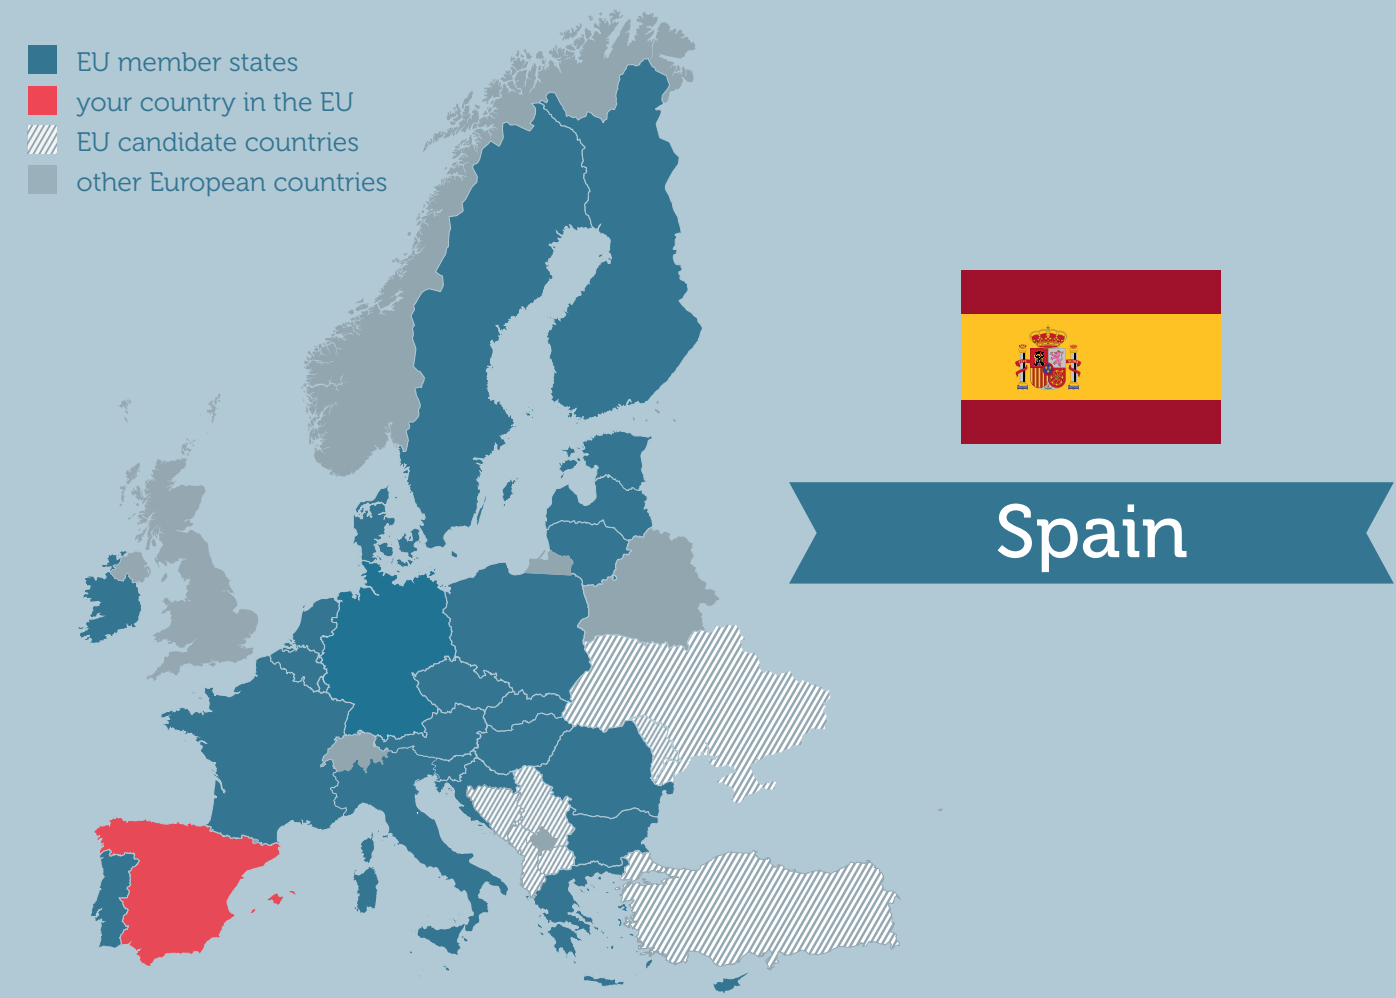 EU member states
your country in the EU
EU candidate countries
other European countries
Spain